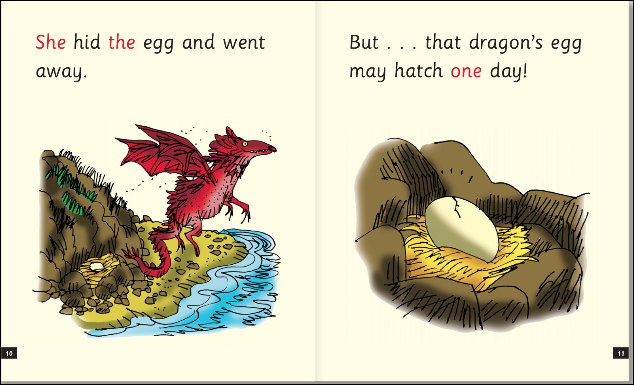 She hid the egg and went
away.
10
But . . . that dragon's egg
may hatch one day!
11